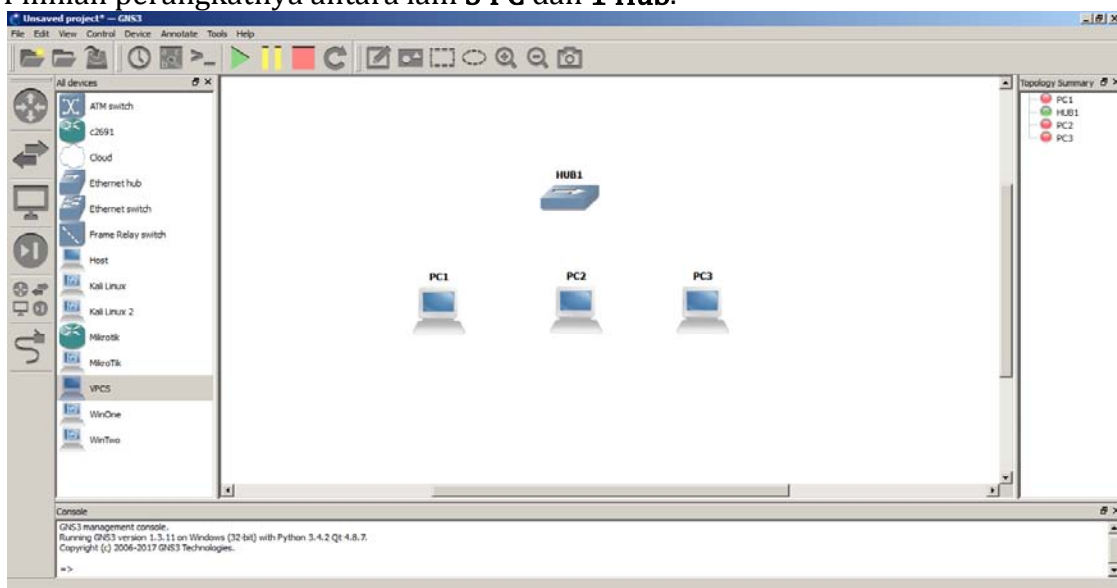 Pilihlah perangkatnya antara lain 3 PC dan 1 Hub.
Unsaved project* — GNS3
File Edit View Control Device Annotate Tools Help
All devices
ATM switch
c2691
Cloud
Ethernet hub
Ethernet switch
Frame Relay switch
Host
Kali Linux
Kali Linux 2
Mikrotik
MikroTik
VPCS
WinOne
WinTwo
HUB1
PC1
PC2
PC3
Topology Summary
PC1
HUB1
PC2
PC3
Console
GNS3 management console.
Running GNS3 version 1.3.11 on Windows (32-bit) with Python 3.4.2 Qt 4.8.7.
Copyright (c) 2006-2017 GNS3 Technologies.
=>